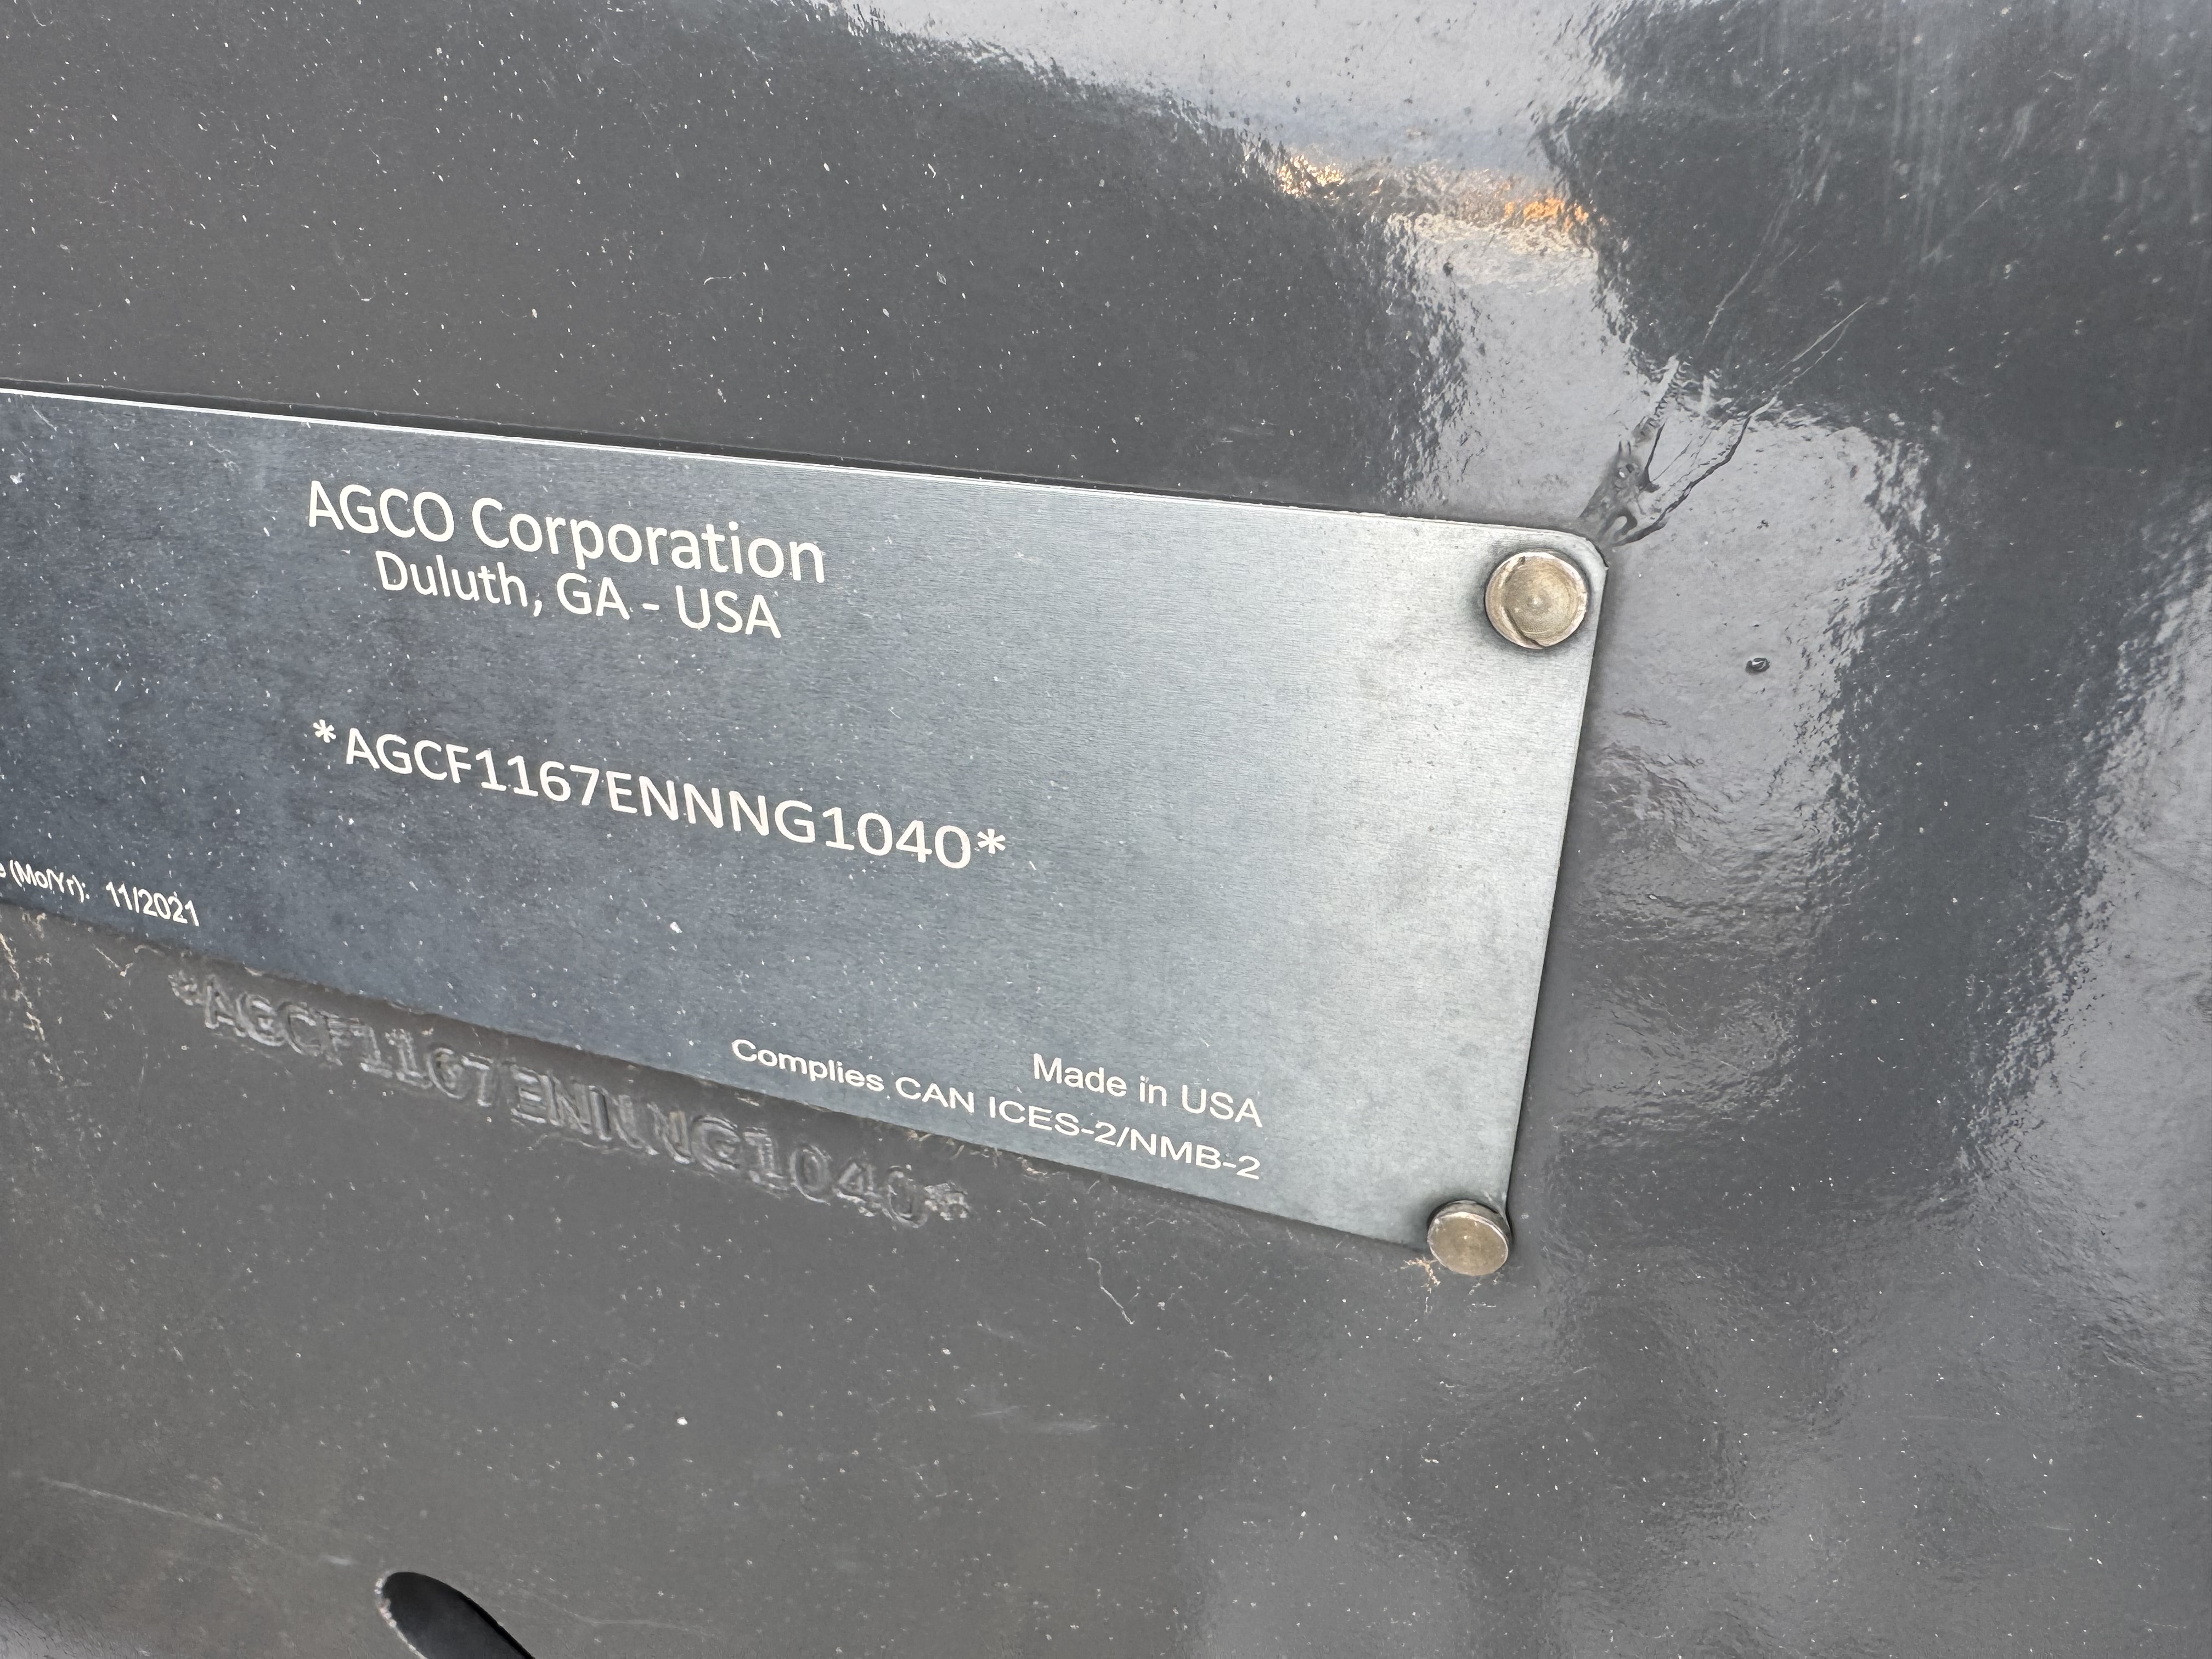 AGCO Corporation
Duluth, GA - USA
*AGCF1167ENNNG1040*
(Mo/Yr): 11/2021
Made in USA
Complies CAN ICES-2/NMB-2
*AGCF1167ENNNG1040*